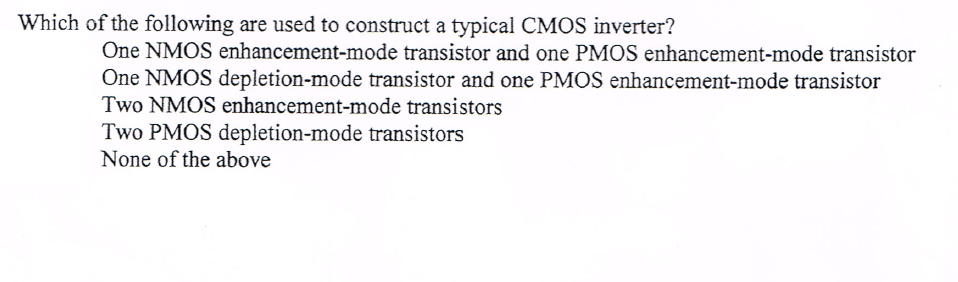 Which of the following are used to construct a typical CMOS inverter?
One NMOS enhancement-mode transistor and one PMOS enhancement-mode transistor
One NMOS depletion-mode transistor and one PMOS enhancement-mode transistor
Two NMOS enhancement-mode transistors
Two PMOS depletion-mode transistors
None of the above